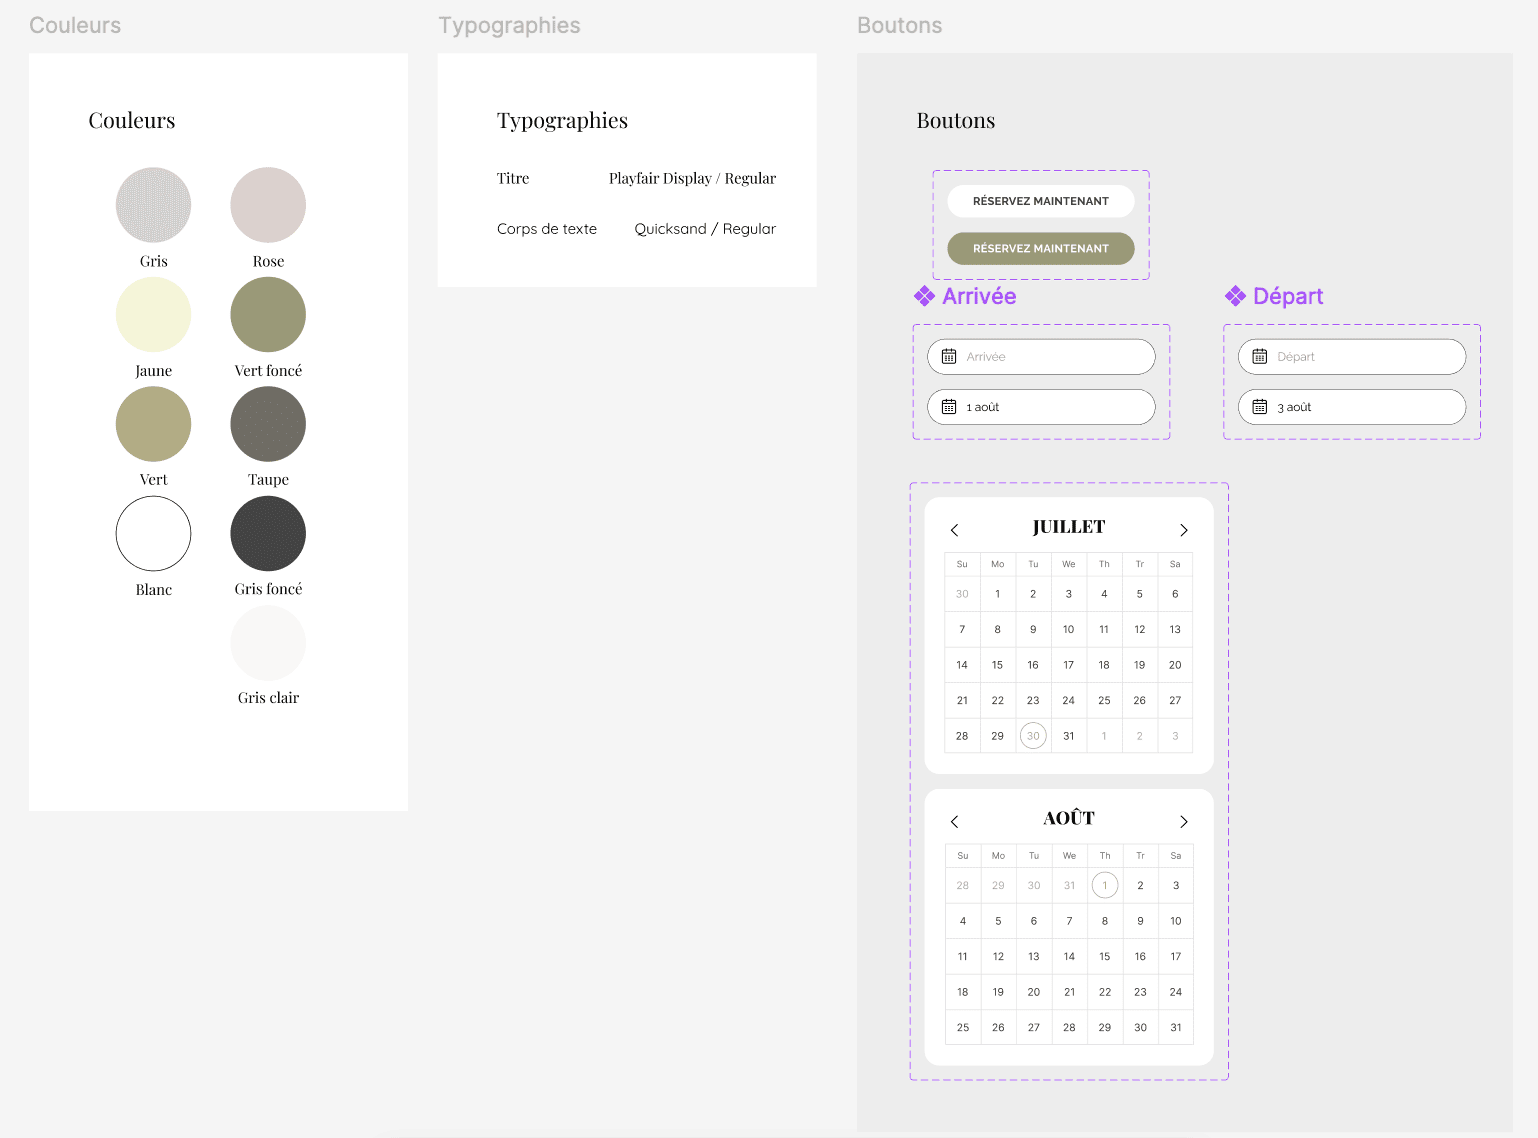 Couleurs
Couleurs
Gris Rose
Jaune Vert foncé
Vert Taupe
Blanc Gris foncé
Gris clair
Typographies
Typographies
Titre Playfair Display / Regular
Corps de texte Quicksand / Regular
Boutons
Boutons
RÉSERVEZ MAINTENANT
RÉSERVEZ MAINTENANT
Arrivée
Arrivée
1 août
Départ
Départ
3 août
JUILLET
Su Mo Tu We Th Tr Sa
30 1 2 3 4 5 6
7 8 9 10 11 12 13
14 15 16 17 18 19 20
21 22 23 24 25 26 27
28 29 30 31 1 2 3
AOÛT
Su Mo Tu We Th Tr Sa
28 29 30 31 1 2 3
4 5 6 7 8 9 10
11 12 13 14 15 16 17
18 19 20 21 22 23 24
25 26 27 28 29 30 31